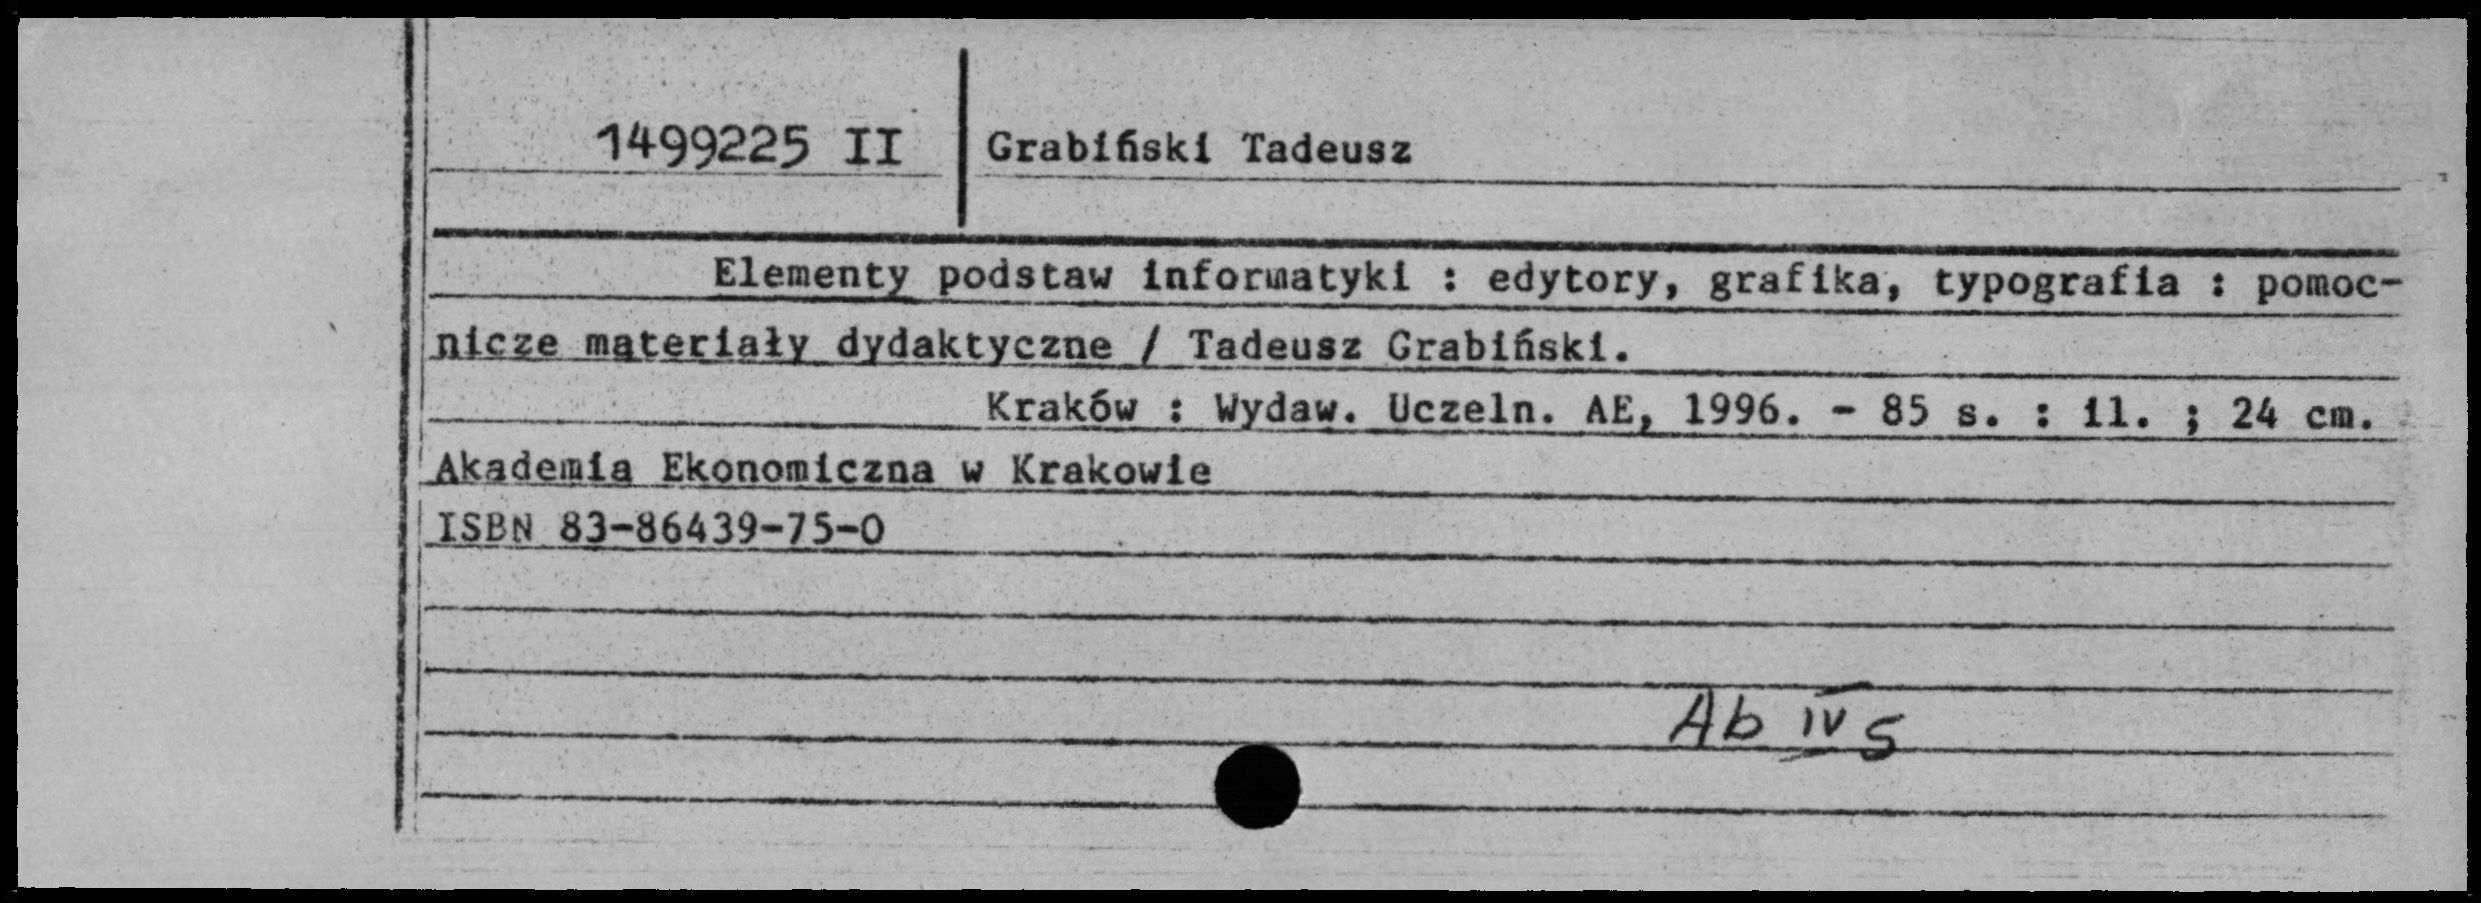 1499225 II
Grabiński Tadeusz
Elementy podstaw informatyki : edytory, grafika, typografia : pomoc-
nicze materiały dydaktyczne / Tadeusz Grabiński.
Kraków : Wydaw. Uczeln. AE, 1996. - 85 s. : il. ; 24 cm.
Akademia Ekonomiczna w Krakowie
ISBN 83-86439-75-0
Ab IV 5